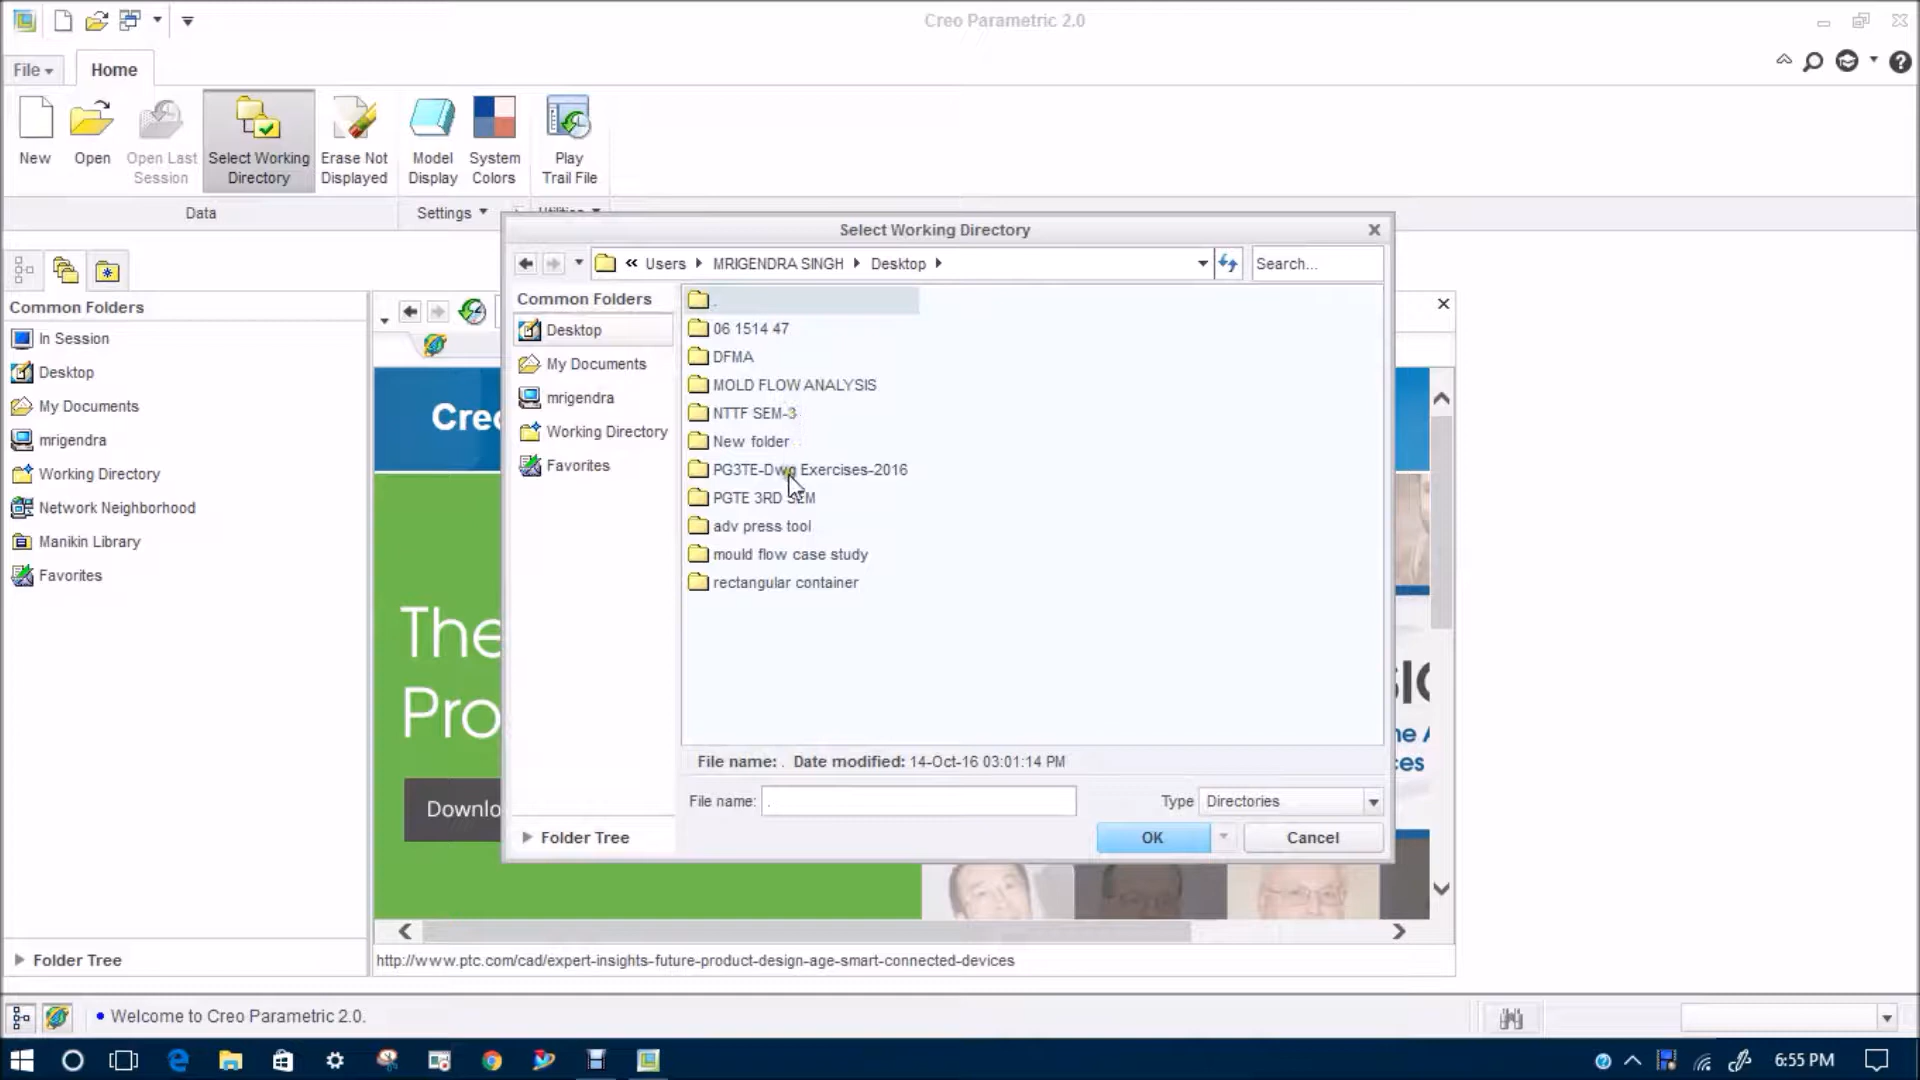 Creo Parametric 2.0
File
Home
New
Open
Open Last Session
Select Working Directory
Erase Not Displayed
Model Display
System Colors
Play Trail File
Data
Settings
Select Working Directory
« Users MRIGENDRA SINGH Desktop
Search...
Common Folders
In Session
Desktop
My Documents
mrigendra
Working Directory
Network Neighborhood
Manikin Library
Favorites
Folder Tree
Common Folders
Desktop
My Documents
mrigendra
Working Directory
Favorites
Folder Tree
.
06 1514 47
DFMA
MOLD FLOW ANALYSIS
NTTF SEM-3
New folder
PG3TE-Dwg Exercises-2016
PGTE 3RD SEM
adv press tool
mould flow case study
rectangular container
File name: . Date modified: 14-Oct-16 03:01:14 PM
File name: .
Type Directories
OK
Cancel
The
Pro
http://www.ptc.com/cad/expert-insights-future-product-design-age-smart-connected-devices
• Welcome to Creo Parametric 2.0.
6:55 PM